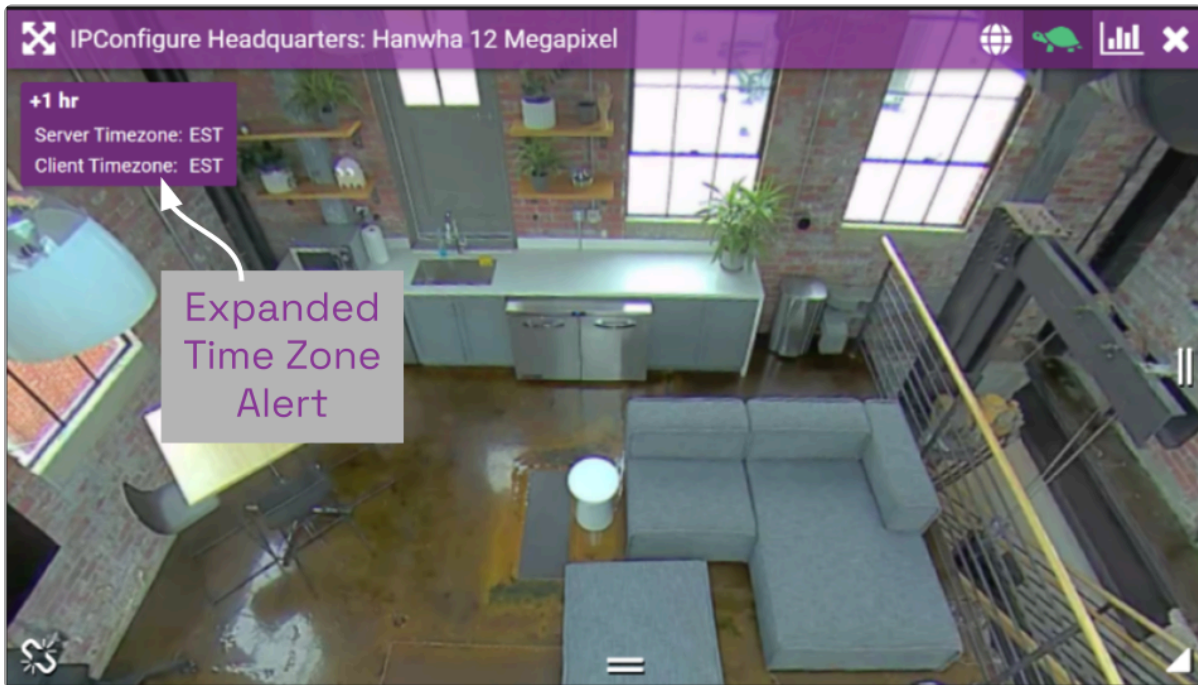 IPConfigure Headquarters: Hanwha 12 Megapixel
+1 hr
Server Timezone: EST
Client Timezone: EST
Expanded
Time Zone
Alert